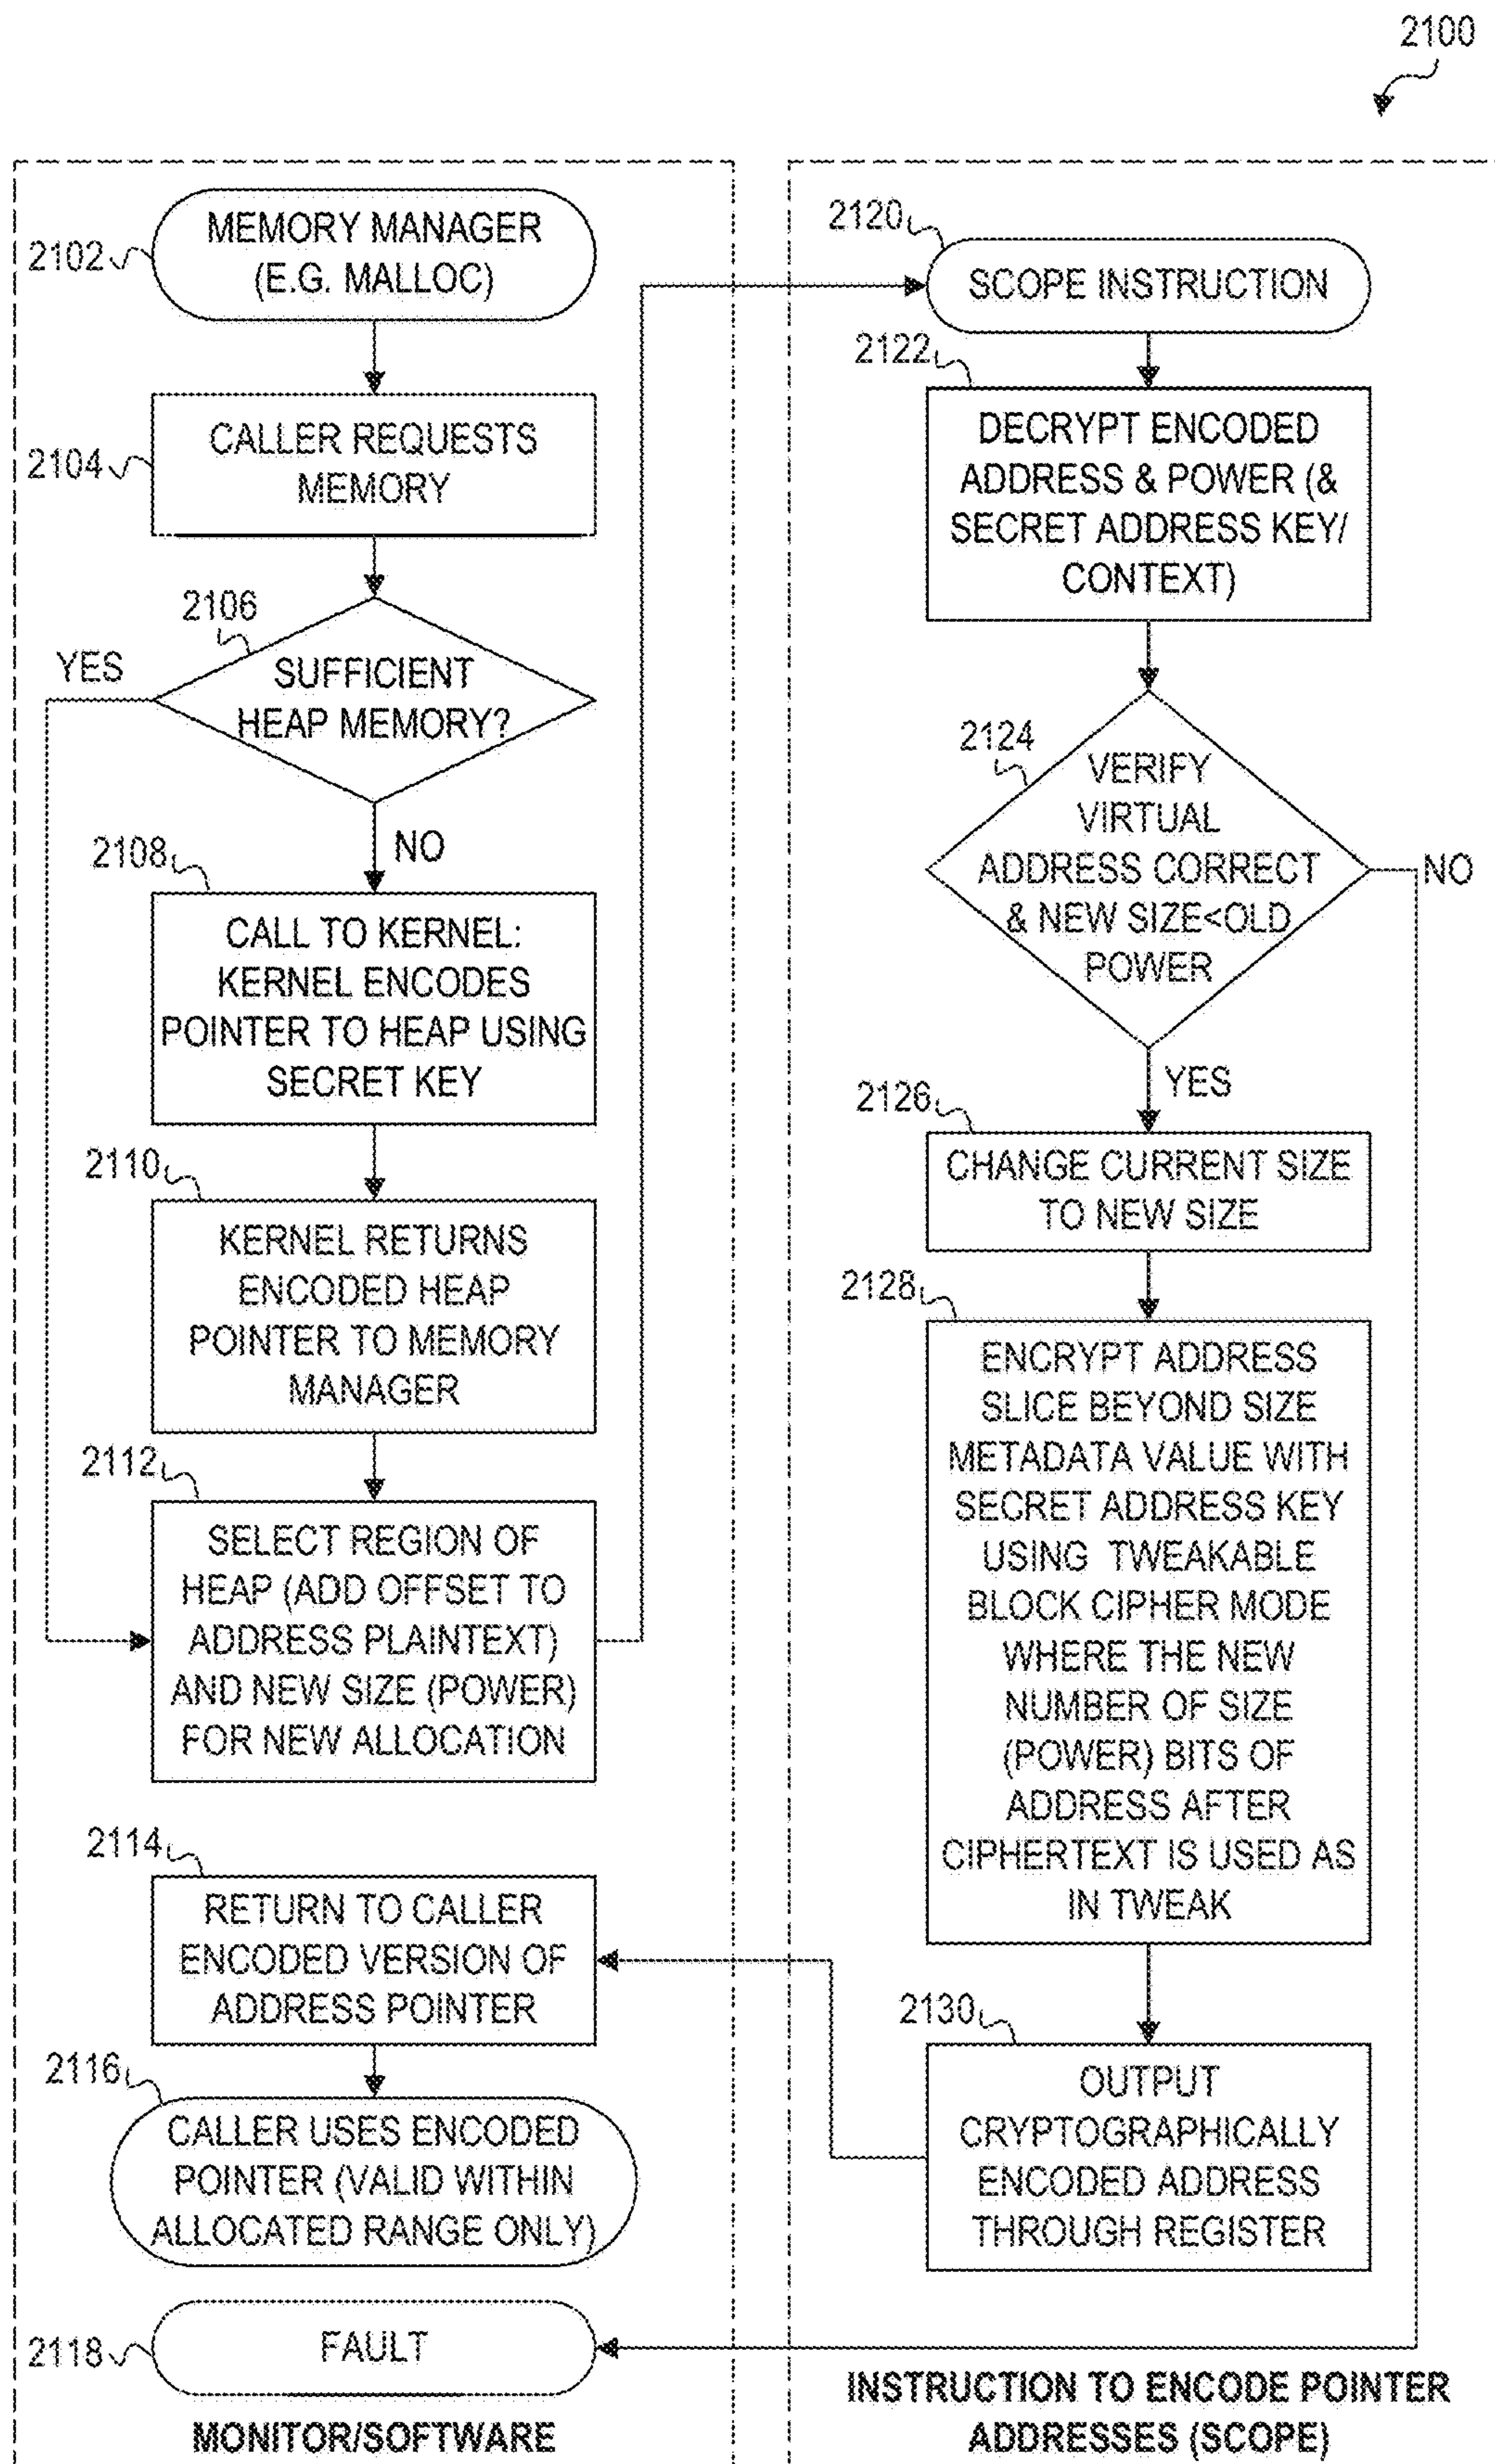 2100
2102
MEMORY MANAGER
(E.G. MALLOC)
2104
CALLER REQUESTS
MEMORY
2106
YES
SUFFICIENT
HEAP MEMORY?
NO
2108
CALL TO KERNEL:
KERNEL ENCODES
POINTER TO HEAP USING
SECRET KEY
2110
KERNEL RETURNS
ENCODED HEAP
POINTER TO MEMORY
MANAGER
2112
SELECT REGION OF
HEAP (ADD OFFSET TO
ADDRESS PLAINTEXT)
AND NEW SIZE (POWER)
FOR NEW ALLOCATION
2114
RETURN TO CALLER
ENCODED VERSION OF
ADDRESS POINTER
2116
CALLER USES ENCODED
POINTER (VALID WITHIN
ALLOCATED RANGE ONLY)
2118
FAULT
MONITOR/SOFTWARE
2120
SCOPE INSTRUCTION
2122
DECRYPT ENCODED
ADDRESS & POWER (&
SECRET ADDRESS KEY/
CONTEXT)
2124
VERIFY
VIRTUAL
ADDRESS CORRECT
& NEW SIZE<OLD
POWER
NO
YES
2126
CHANGE CURRENT SIZE
TO NEW SIZE
2128
ENCRYPT ADDRESS
SLICE BEYOND SIZE
METADATA VALUE WITH
SECRET ADDRESS KEY
USING TWEAKABLE
BLOCK CIPHER MODE
WHERE THE NEW
NUMBER OF SIZE
(POWER) BITS OF
ADDRESS AFTER
CIPHERTEXT IS USED AS
IN TWEAK
2130
OUTPUT
CRYPTOGRAPHICALLY
ENCODED ADDRESS
THROUGH REGISTER
INSTRUCTION TO ENCODE POINTER
ADDRESSES (SCOPE)